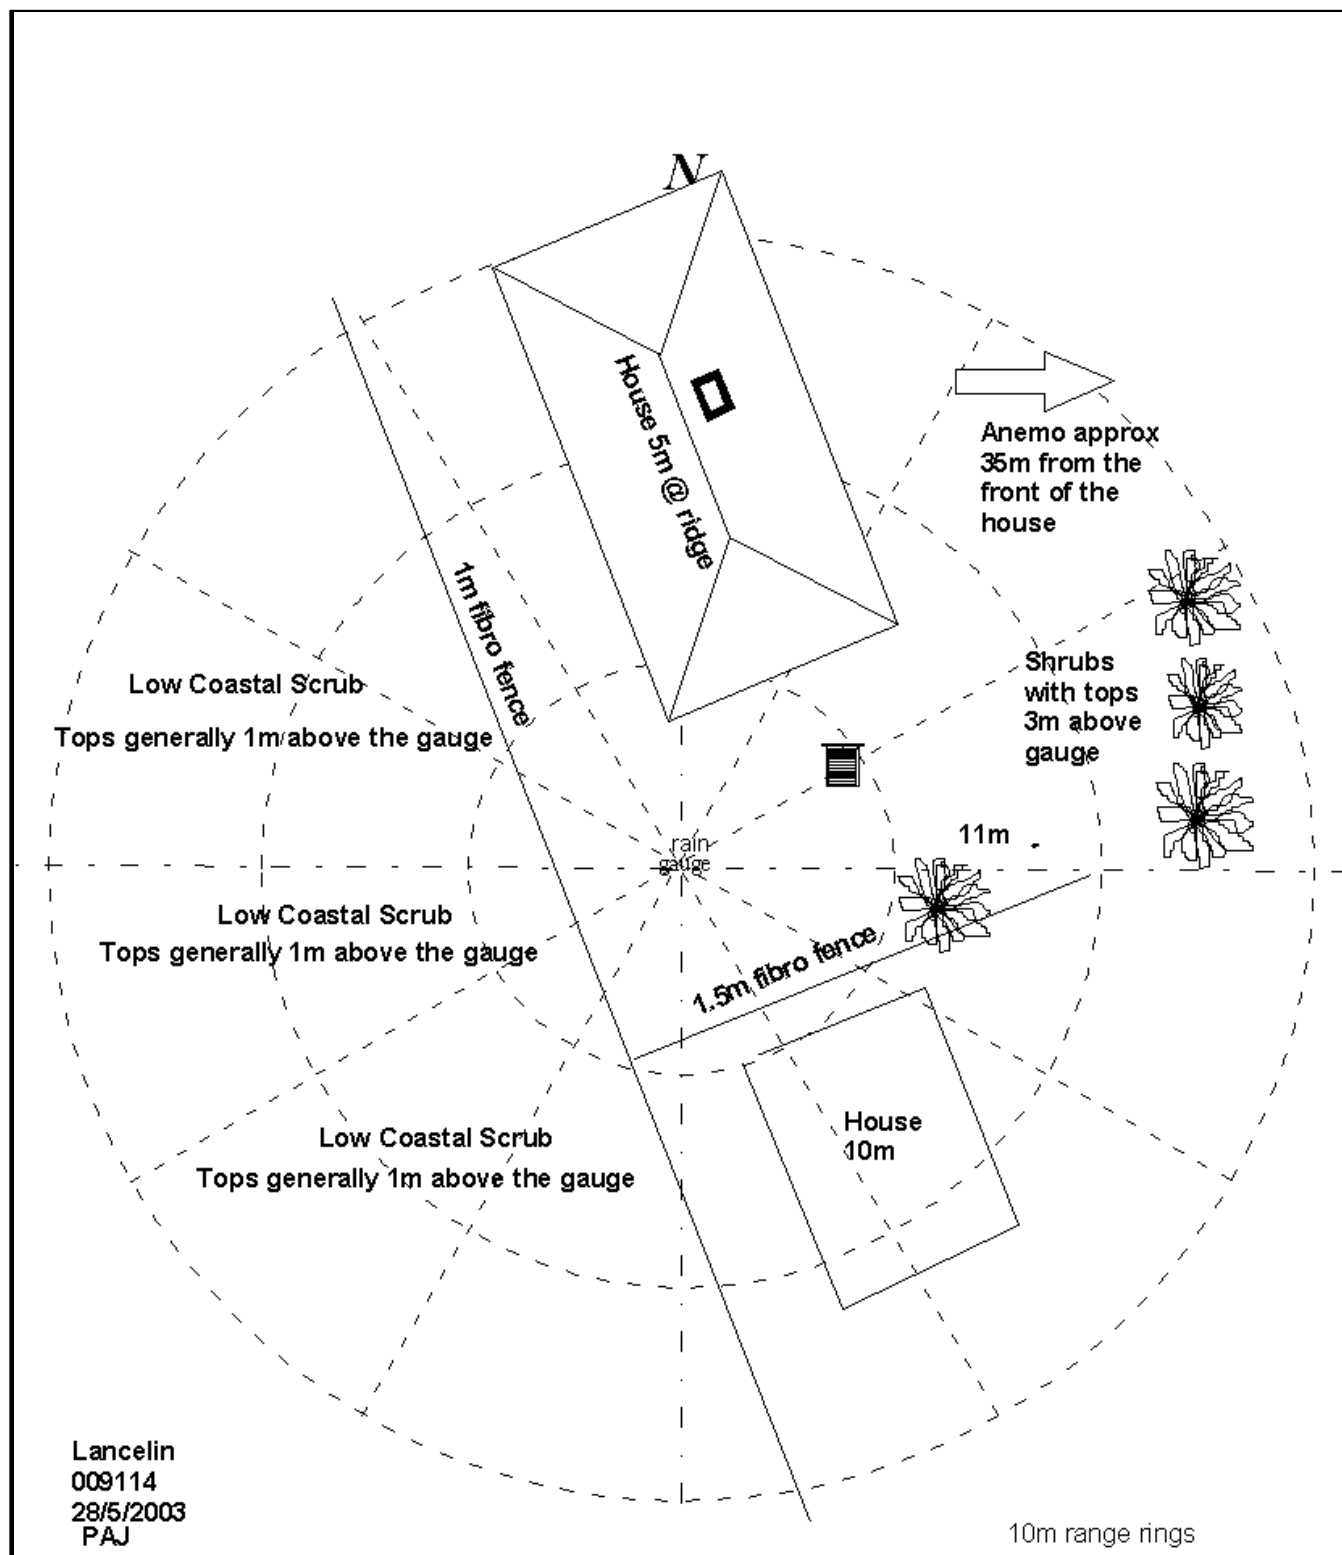 N
House 5m @ ridge
Anemo approx
35m from the
front of the
house
1m fibro fence
Low Coastal Scrub
Tops generally 1m above the gauge
Shrubs
with tops
3m above
gauge
rain
gauge
11m
Low Coastal Scrub
Tops generally 1m above the gauge
1.5m fibro fence
House
10m
Low Coastal Scrub
Tops generally 1m above the gauge
Lancelin
009114
28/5/2003
PAJ
10m range rings